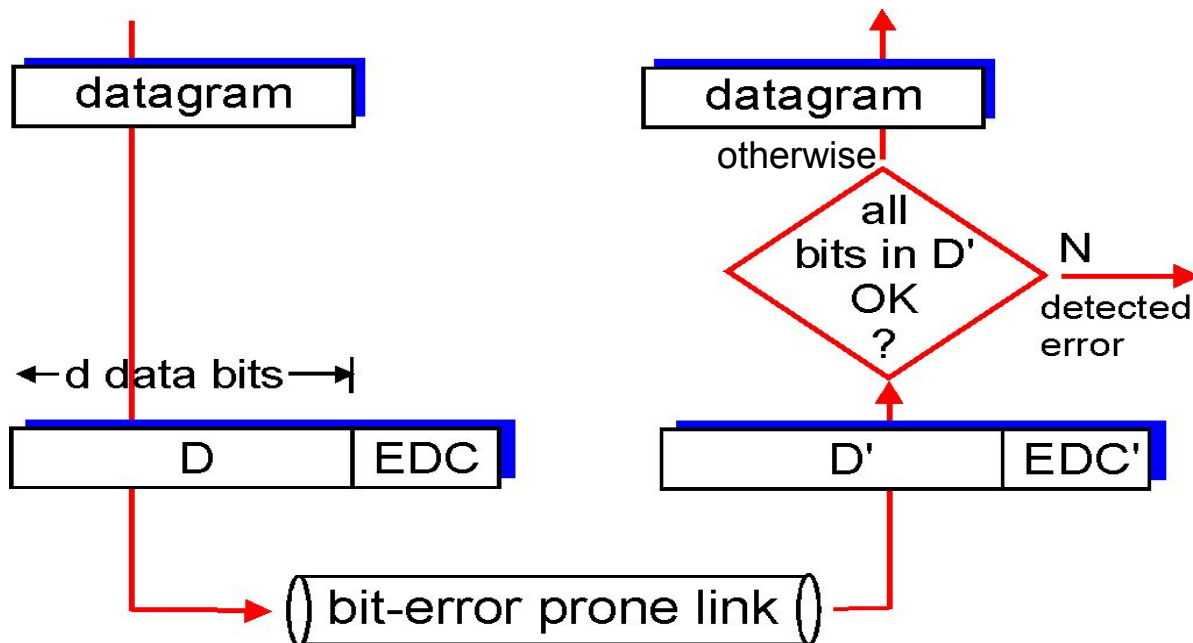 datagram
d data bits
D EDC
bit-error prone link
datagram
otherwise
all
bits in D'
OK
?
N
detected
error
D' EDC'